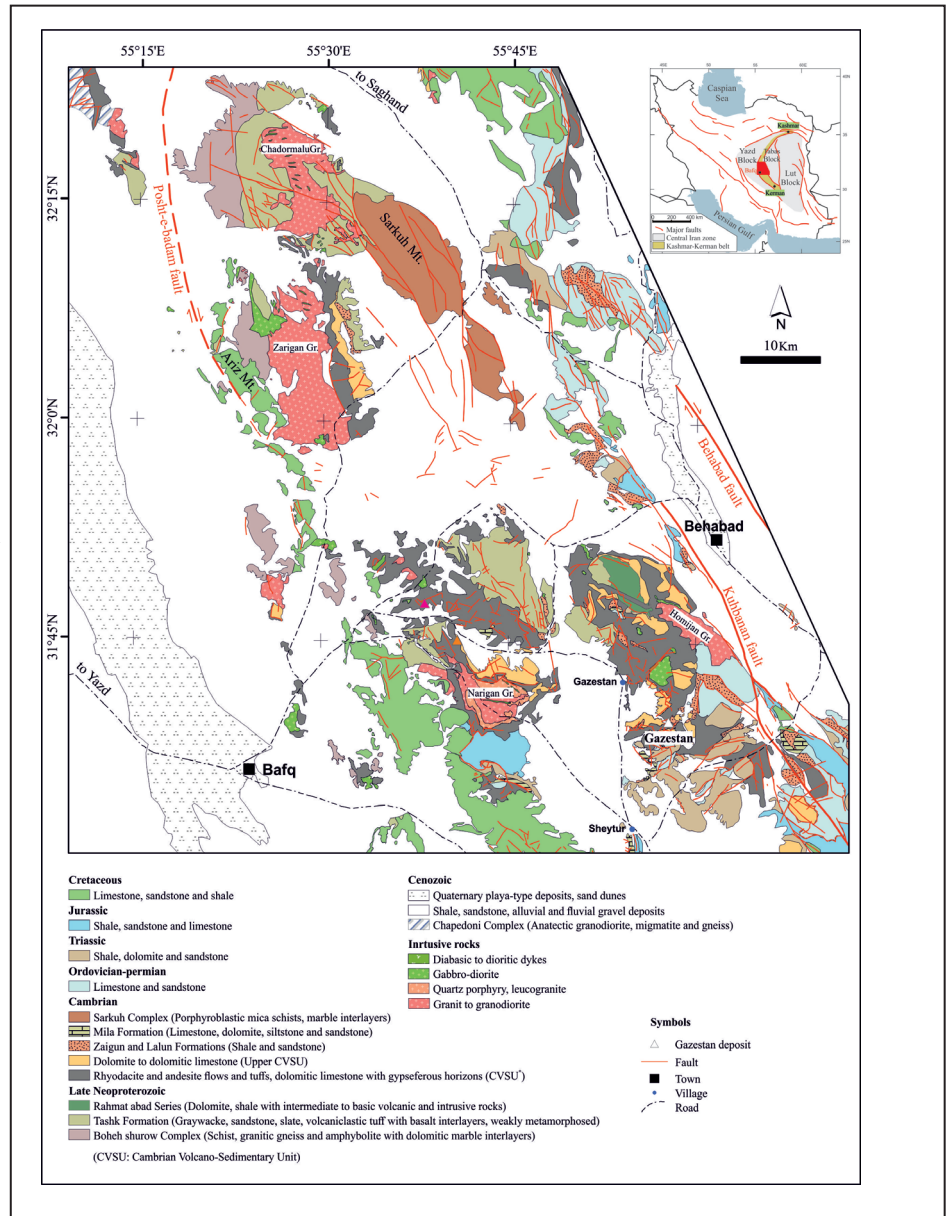 55°15'E 55°30'E 55°45'E
to Saghand
ChadormaluGr.
32°15'N
Posht-e-badam fault
Sarkuh Mt.
Zarigan Gr.
Ariz Mt.
32°0'N
N
10Km
Behabad fault
Behabad
Kuhbanan fault
Homijan Gr.
31°45'N
to Yazd
Narigan Gr.
Gazestan
Gazestan
Bafq
Sheytur
Caspian Sea
Kashmar
Yazd Block
Tabas Block
Lut Block
Bafq
Kerman
Persian Gulf
0 200 400 km
Major faults
Central Iran zone
Kashmar-Kerman belt
Cretaceous
Limestone, sandstone and shale
Jurassic
Shale, sandstone and limestone
Triassic
Shale, dolomite and sandstone
Ordovician-permian
Limestone and sandstone
Cambrian
Sarkuh Complex (Porphyroblastic mica schists, marble interlayers)
Mila Formation (Limestone, dolomite, siltstone and sandstone)
Zaigun and Lalun Formations (Shale and sandstone)
Dolomite to dolomitic limestone (Upper CVSU)
Rhyodacite and andesite flows and tuffs, dolomitic limestone with gypseferous horizons (CVSU*)
Late Neoproterozoic
Rahmat abad Series (Dolomite, shale with intermediate to basic volcanic and intrusive rocks)
Tashk Formation (Graywacke, sandstone, slate, volcaniclastic tuff with basalt interlayers, weakly metamorphosed)
Boheh shurow Complex (Schist, granitic gneiss and amphybolite with dolomitic marble interlayers)
(CVSU: Cambrian Volcano-Sedimentary Unit)
Cenozoic
Quaternary playa-type deposits, sand dunes
Shale, sandstone, alluvial and fluvial gravel deposits
Chapedoni Complex (Anatectic granodiorite, migmatite and gneiss)
Inrtusive rocks
Diabasic to dioritic dykes
Gabbro-diorite
Quartz porphyry, leucogranite
Granit to granodiorite
Symbols
Gazestan deposit
Fault
Town
Village
Road